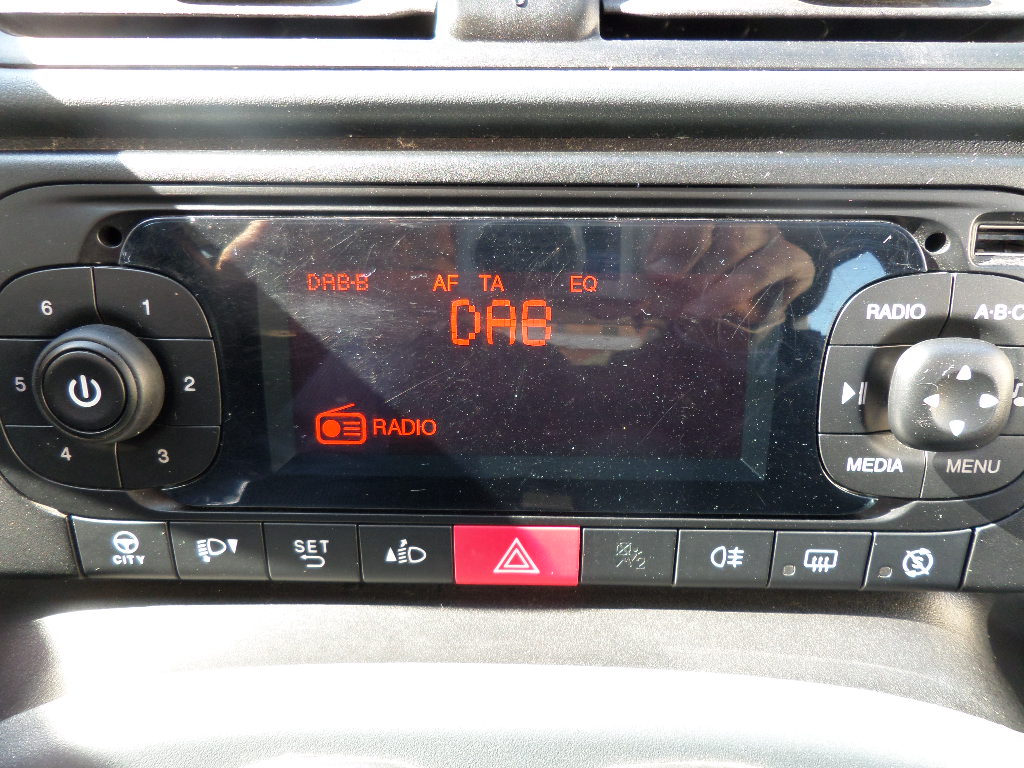 DAB-B AF TA EQ
DAB
RADIO
6 1
5 2
4 3
RADIO A·B·C
MEDIA MENU
CITY
SET